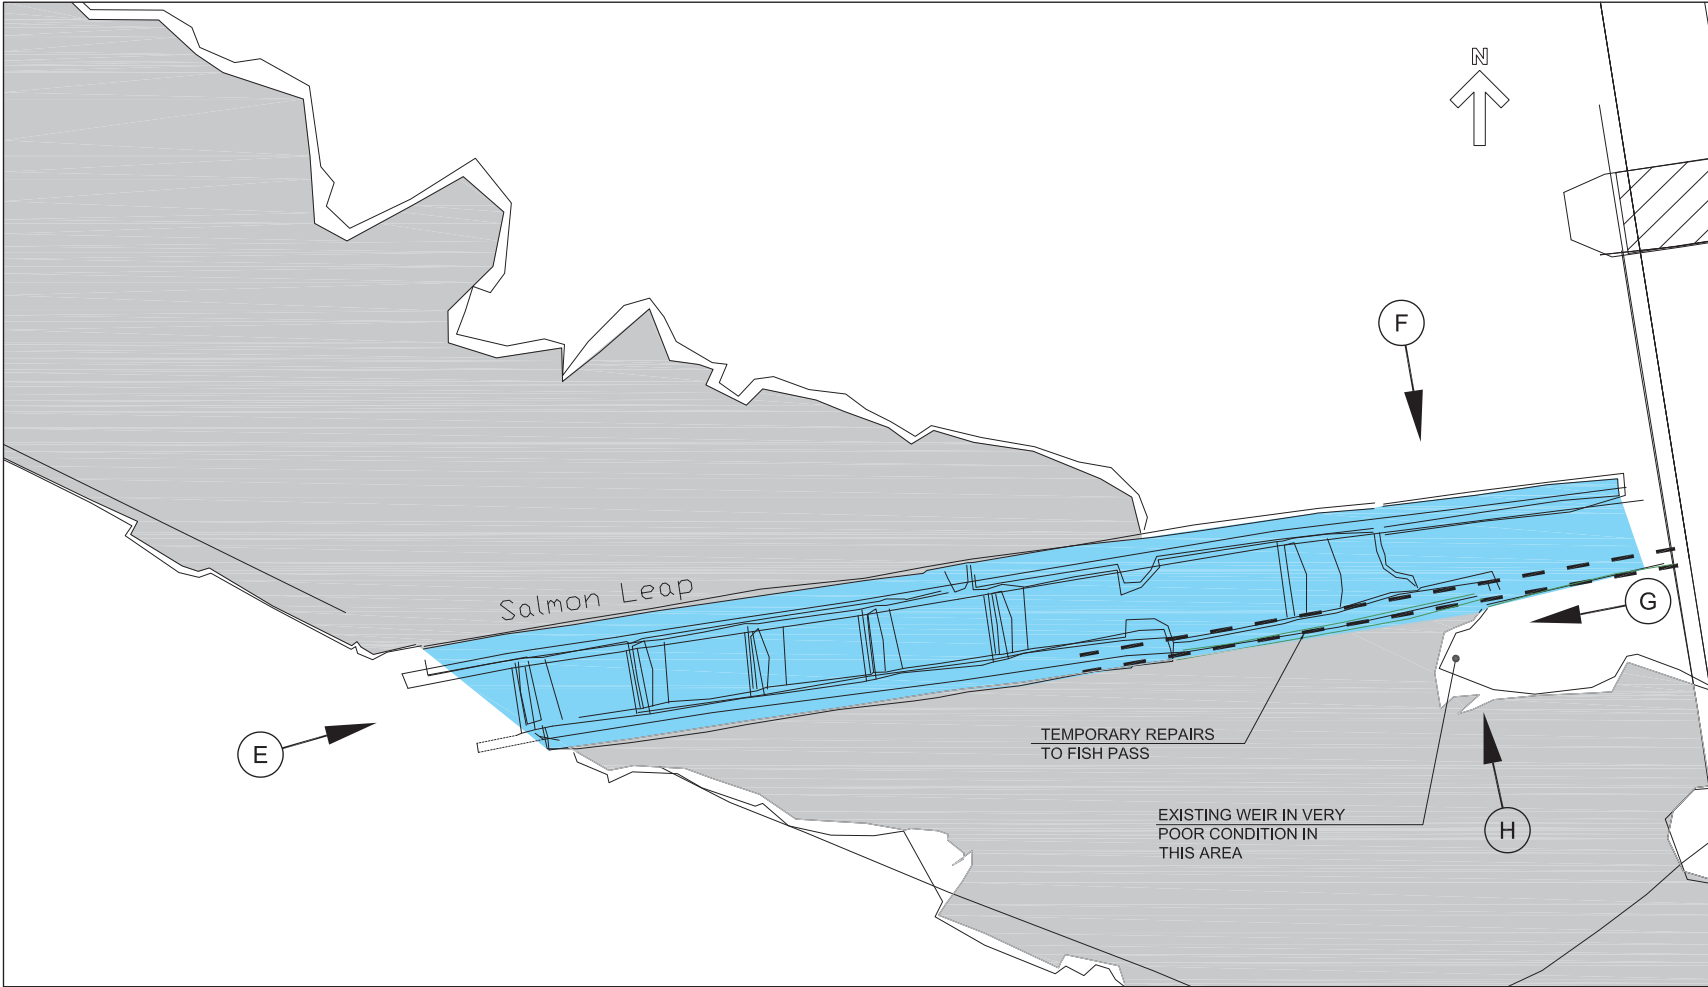 N
F
Salmon Leap
G
E
TEMPORARY REPAIRS
TO FISH PASS
EXISTING WEIR IN VERY
POOR CONDITION IN
THIS AREA
H